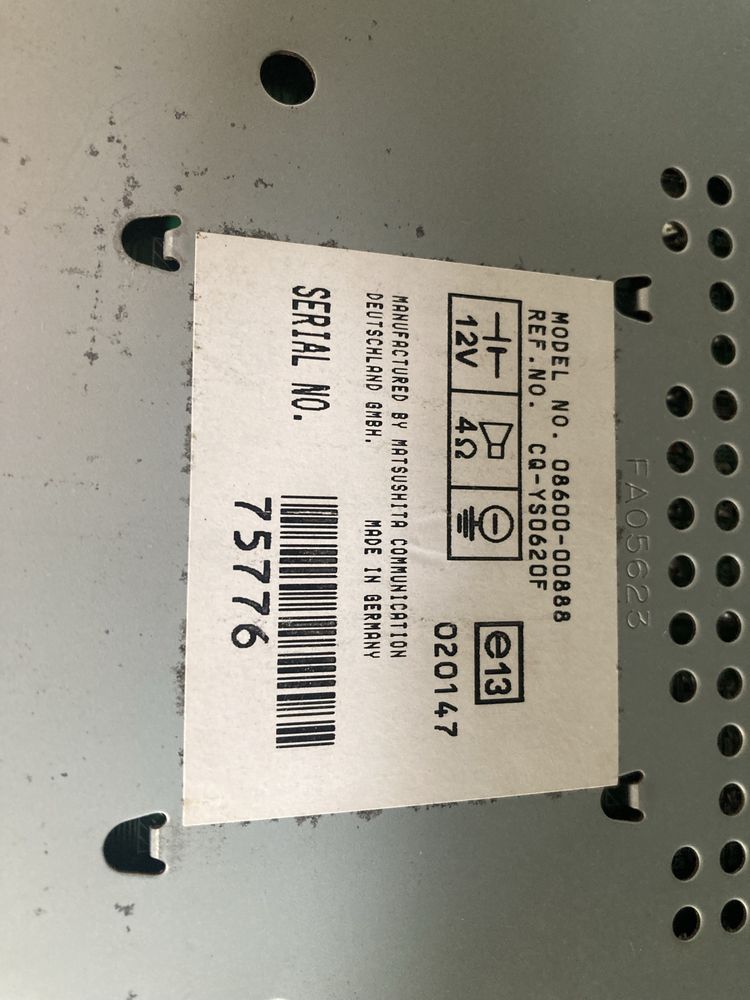 FA05623
MODEL NO. 08600-00888
REF.NO. CQ-YS0620F
12V 4Ω
e13
020147
MANUFACTURED BY MATSUSHITA COMMUNICATION
DEUTSCHLAND GMBH. MADE IN GERMANY
SERIAL NO.
75776